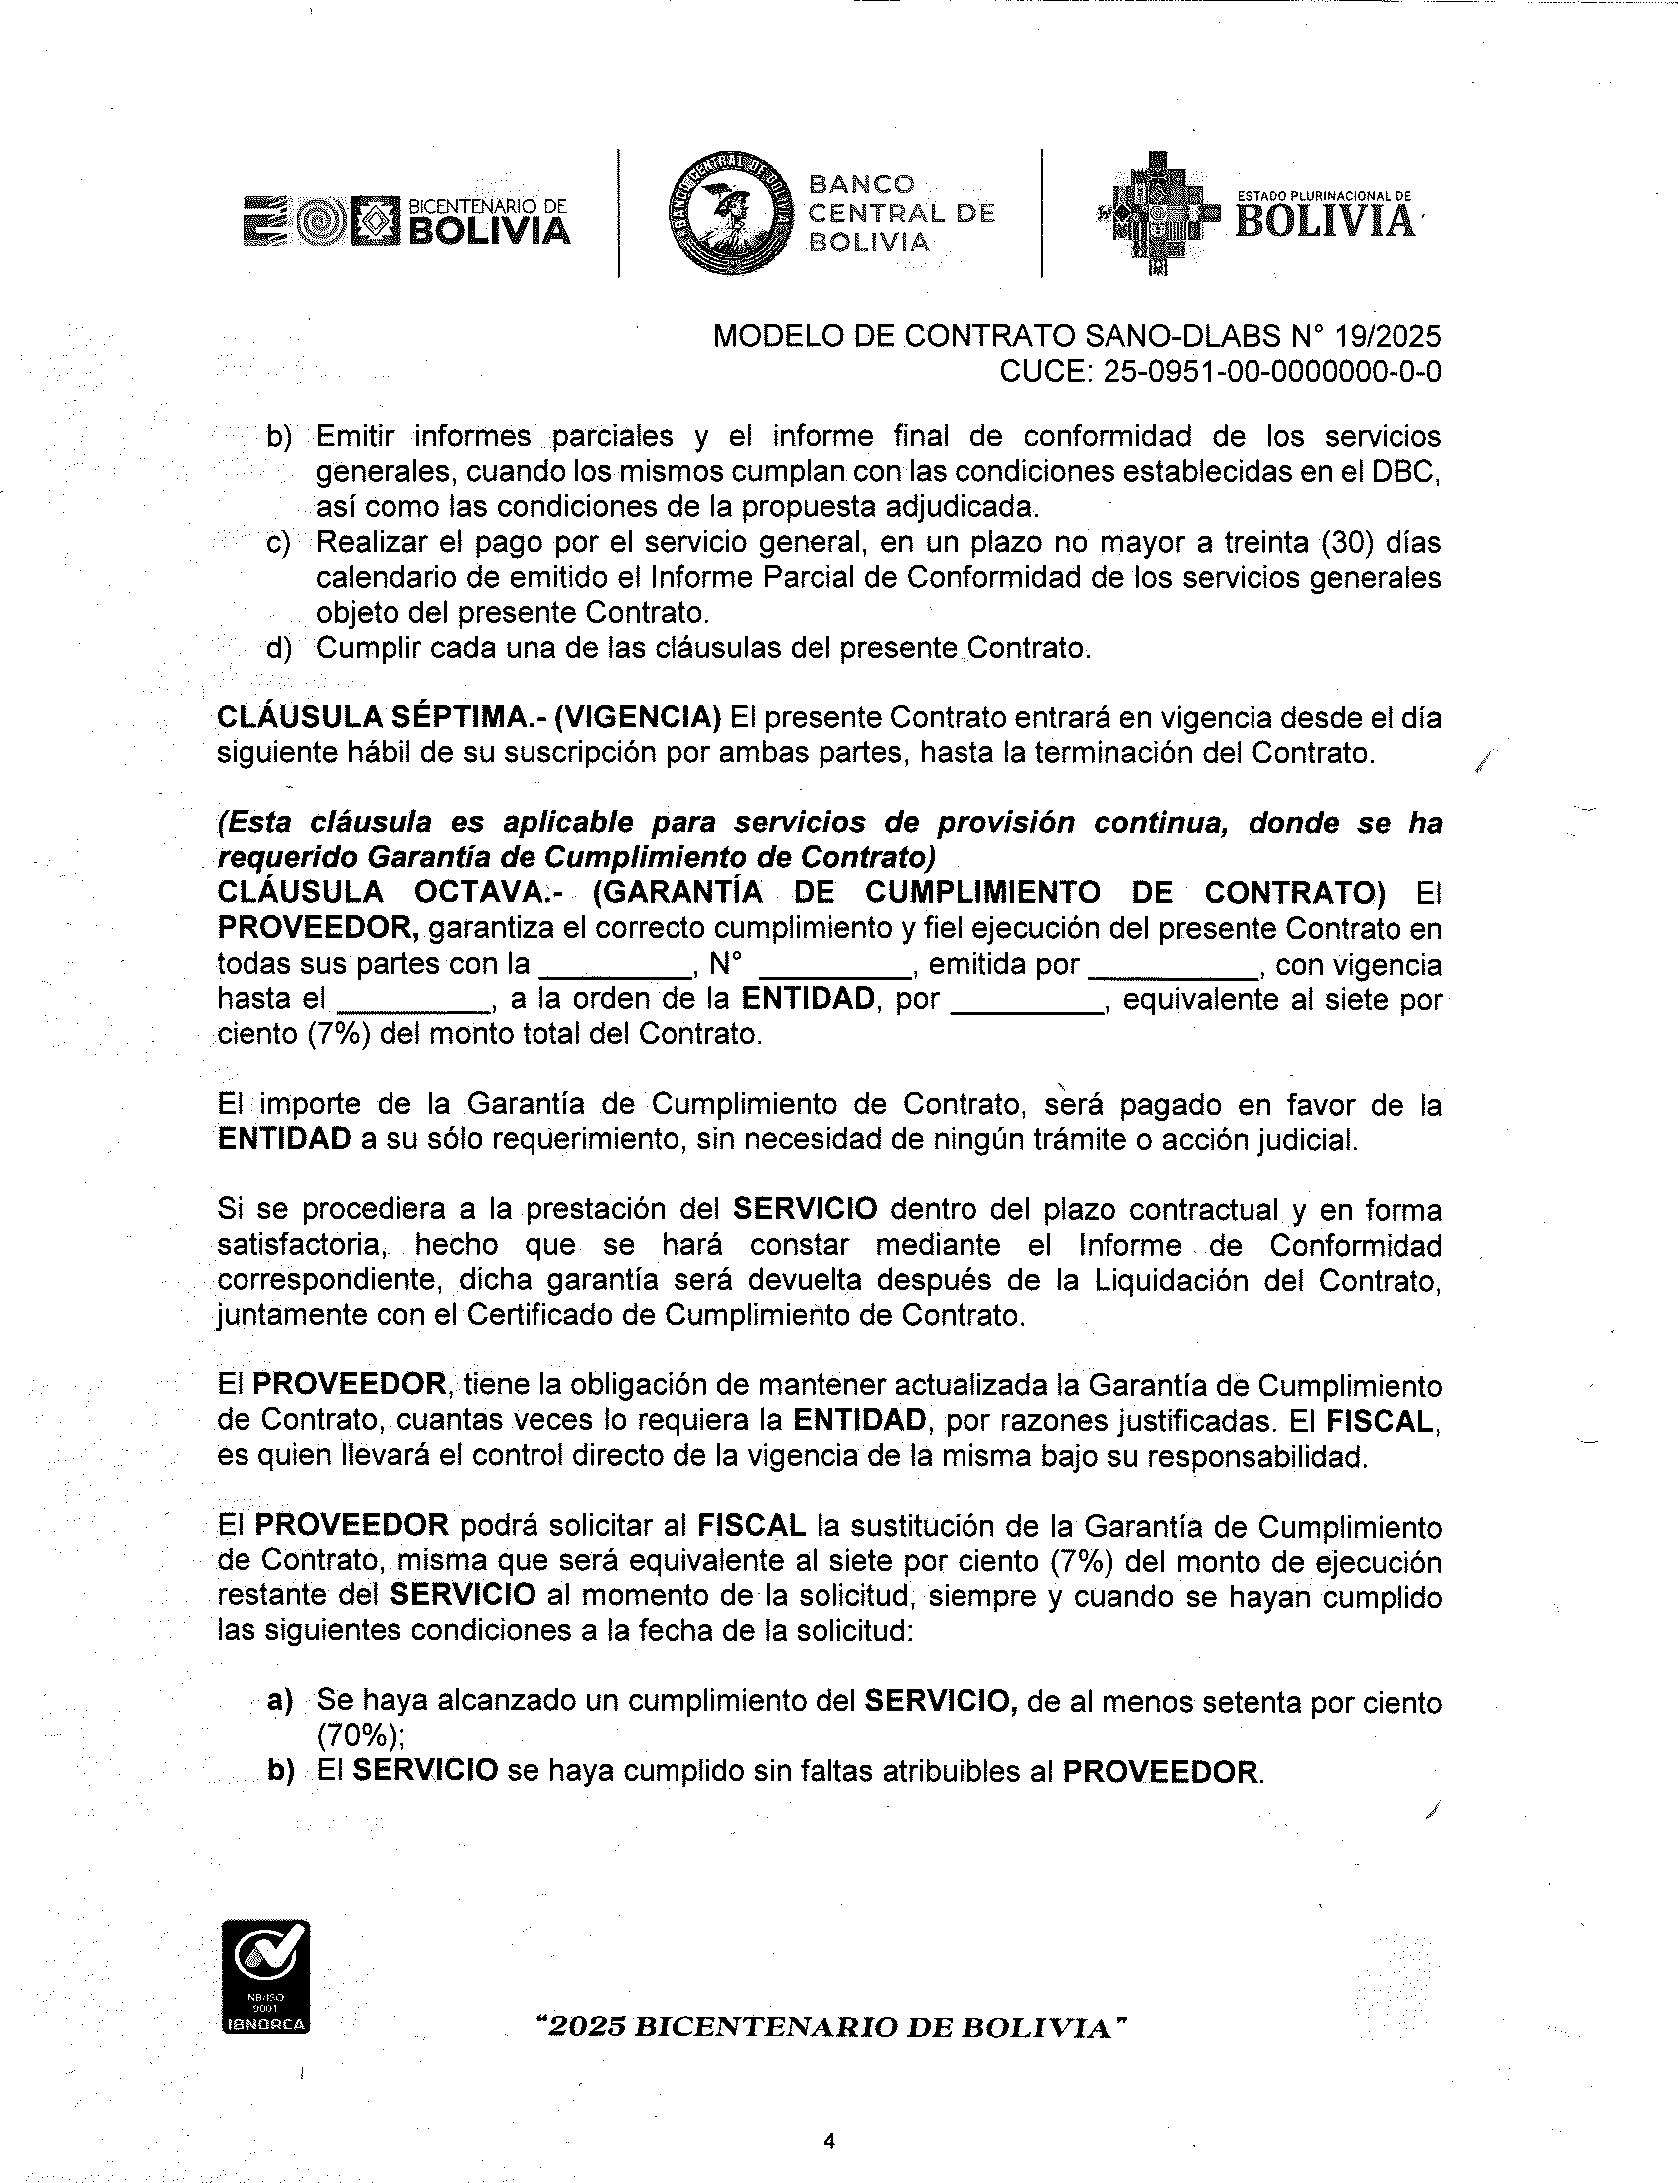 BICENTENARIO DE
BOLIVIA
BANCO CENTRAL DE BOLIVIA
BANCO
CENTRAL DE
BOLIVIA
ESTADO PLURINACIONAL DE
BOLIVIA
MODELO DE CONTRATO SANO-DLABS N° 19/2025
CUCE: 25-0951-00-0000000-0-0
b) Emitir informes parciales y el informe final de conformidad de los servicios
generales, cuando los mismos cumplan con las condiciones establecidas en el DBC,
así como las condiciones de la propuesta adjudicada.
c) Realizar el pago por el servicio general, en un plazo no mayor a treinta (30) días
calendario de emitido el Informe Parcial de Conformidad de los servicios generales
objeto del presente Contrato.
d) Cumplir cada una de las cláusulas del presente Contrato.
CLÁUSULA SÉPTIMA.- (VIGENCIA) El presente Contrato entrará en vigencia desde el día
siguiente hábil de su suscripción por ambas partes, hasta la terminación del Contrato.
(Esta cláusula es aplicable para servicios de provisión continua, donde se ha
requerido Garantía de Cumplimiento de Contrato)
CLÁUSULA OCTAVA.- (GARANTÍA DE CUMPLIMIENTO DE CONTRATO) El
PROVEEDOR, garantiza el correcto cumplimiento y fiel ejecución del presente Contrato en
todas sus partes con la _________, N° _________, emitida por __________, con vigencia
hasta el _________, a la orden de la ENTIDAD, por _________, equivalente al siete por
ciento (7%) del monto total del Contrato.
El importe de la Garantía de Cumplimiento de Contrato, será pagado en favor de la
ENTIDAD a su sólo requerimiento, sin necesidad de ningún trámite o acción judicial.
Si se procediera a la prestación del SERVICIO dentro del plazo contractual y en forma
satisfactoria, hecho que se hará constar mediante el Informe de Conformidad
correspondiente, dicha garantía será devuelta después de la Liquidación del Contrato,
juntamente con el Certificado de Cumplimiento de Contrato.
El PROVEEDOR, tiene la obligación de mantener actualizada la Garantía de Cumplimiento
de Contrato, cuantas veces lo requiera la ENTIDAD, por razones justificadas. El FISCAL,
es quien llevará el control directo de la vigencia de la misma bajo su responsabilidad.
El PROVEEDOR podrá solicitar al FISCAL la sustitución de la Garantía de Cumplimiento
de Contrato, misma que será equivalente al siete por ciento (7%) del monto de ejecución
restante del SERVICIO al momento de la solicitud, siempre y cuando se hayan cumplido
las siguientes condiciones a la fecha de la solicitud:
a) Se haya alcanzado un cumplimiento del SERVICIO, de al menos setenta por ciento
(70%);
b) El SERVICIO se haya cumplido sin faltas atribuibles al PROVEEDOR.
NB/ISO
9001
IBNORCA
“2025 BICENTENARIO DE BOLIVIA”
4